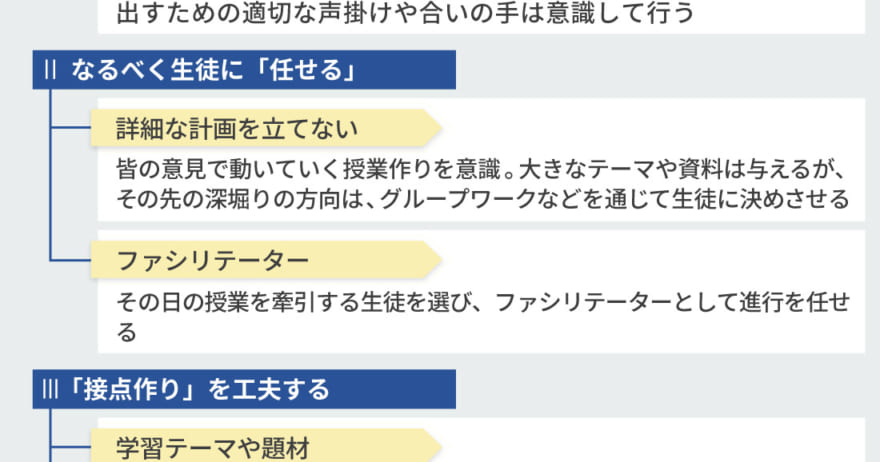 出すための適切な声掛けや合いの手は意識して行う
Ⅱ なるべく生徒に「任せる」
詳細な計画を立てない
皆の意見で動いていく授業作りを意識。大きなテーマや資料は与えるが、
その先の深堀りの方向は、グループワークなどを通じて生徒に決めさせる
ファシリテーター
その日の授業を牽引する生徒を選び、ファシリテーターとして進行を任せ
る
Ⅲ「接点作り」を工夫する
学習テーマや題材